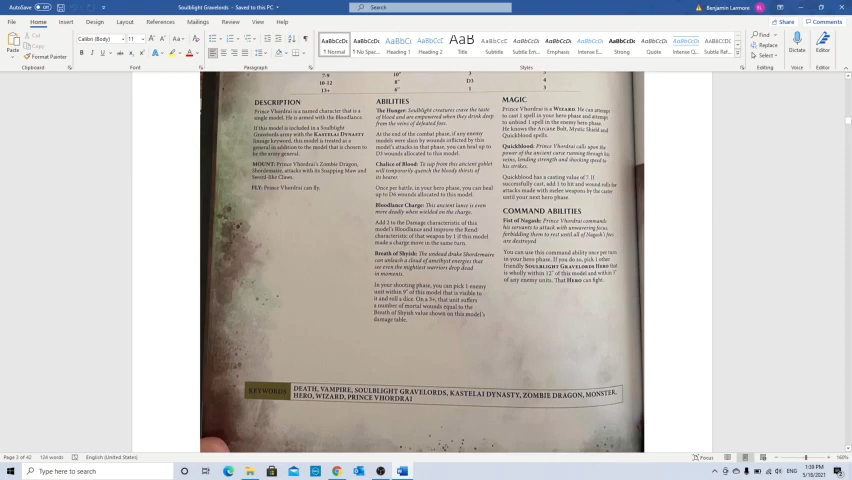 AutoSave Off
Soulblight Gravelords - Saved to this PC
Search
Benjamin Larmore
File Home Insert Draw Design Layout References Mailings Review View Help
Share Comments
Paste
Cut
Copy
Format Painter
Clipboard
Calibri (Body) 11
Font
Paragraph
AaBbCcDc AaBbCcDc AaBbCc AaBbCcC AaB AaBbCcD AaBbCcDc AaBbCcDc AaBbCcDc AaBbCcDc AaBbCcDc AaBbCcDc
¶ Normal ¶ No Spac... Heading 1 Heading 2 Title Subtitle Subtle Em... Emphasis Intense E... Strong Quote Intense Q... Subtle Ref...
Styles
Find
Replace
Select
Editing
Dictate
Voice
Editor
Editor
7-9 10" 3
10-12 8" D3 4
13+ 6" 1 3
DESCRIPTION
Prince Vhordrai is a named character that is a
single model. He is armed with the Bloodlance.
If this model is included in a Soulblight
Gravelords army with the KASTELAI DYNASTY
lineage keyword, this model is treated as a
general in addition to the model that is chosen to
be the army general.
MOUNT: Prince Vhordrai's Zombie Dragon,
Shordemaire, attacks with its Snapping Maw and
Sword-like Claws.
FLY: Prince Vhordrai can fly.
ABILITIES
The Hunger: Soulblight creatures crave the taste
of blood and are empowered when they drink deep
from the veins of defeated foes.
At the end of the combat phase, if any enemy
models were slain by wounds inflicted by this
model's attacks in that phase, you can heal up
to D3 wounds allocated to this model.
Chalice of Blood: To sup from this ancient goblet
will temporarily quench the bloody thirsts of
its bearer.
Once per battle, in your hero phase, you can heal
up to D6 wounds allocated to this model.
Bloodlance Charge: This ancient lance is even
more deadly when wielded on the charge.
Add 2 to the Damage characteristic of this
model's Bloodlance and improve the Rend
characteristic of that weapon by 1 if this model
made a charge move in the same turn.
Breath of Shyish: The undead drake Shordemaire
can unleash a cloud of amethyst energies that
see even the mightiest warriors drop dead
in moments.
In your shooting phase, you can pick 1 enemy
unit within 9" of this model that is visible to
it and roll a dice. On a 3+, that unit suffers
a number of mortal wounds equal to the
Breath of Shyish value shown on this model's
damage table.
MAGIC
Prince Vhordrai is a WIZARD. He can attempt
to cast 1 spell in your hero phase and attempt
to unbind 1 spell in the enemy hero phase.
He knows the Arcane Bolt, Mystic Shield and
Quickblood spells.
Quickblood: Prince Vhordrai calls upon the
power of the ancient curse running through his
veins, lending strength and shocking speed to
his strikes.
Quickblood has a casting value of 7. If
successfully cast, add 1 to hit and wound rolls for
attacks made with melee weapons by the caster
until your next hero phase.
COMMAND ABILITIES
Fist of Nagash: Prince Vhordrai commands
his servants to attack with unwavering focus,
forbidding them to rest until all of Nagash's foes
are destroyed
You can use this command ability once per turn
in your hero phase. If you do so, pick 1 other
friendly SOULBLIGHT GRAVELORDS HERO that
is wholly within 12" of this model and within 3"
of any enemy units. That HERO can fight.
KEYWORDS
DEATH, VAMPIRE, SOULBLIGHT GRAVELORDS, KASTELAI DYNASTY, ZOMBIE DRAGON, MONSTER,
HERO, WIZARD, PRINCE VHORDRAI
Page 3 of 42 124 words English (United States)
Focus
160%
Type here to search
ENG
1:08 PM
5/18/2021